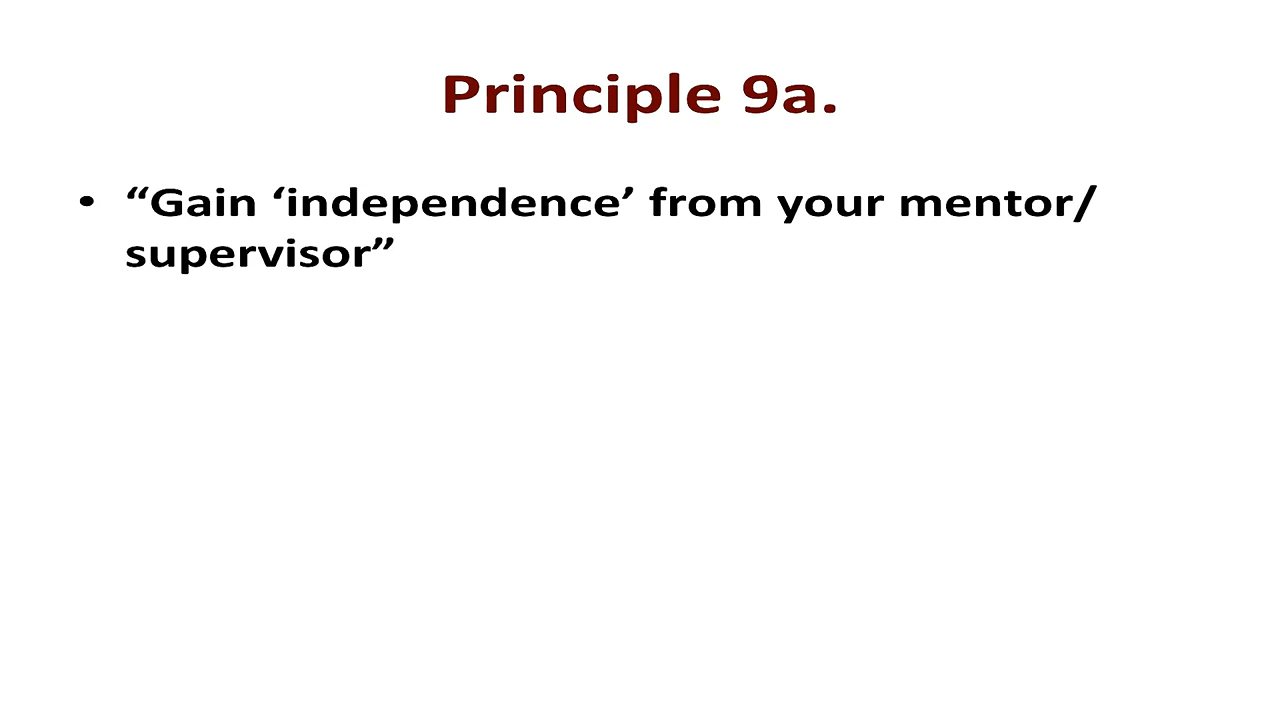 Principle 9a.
• “Gain ‘independence’ from your mentor/
supervisor”